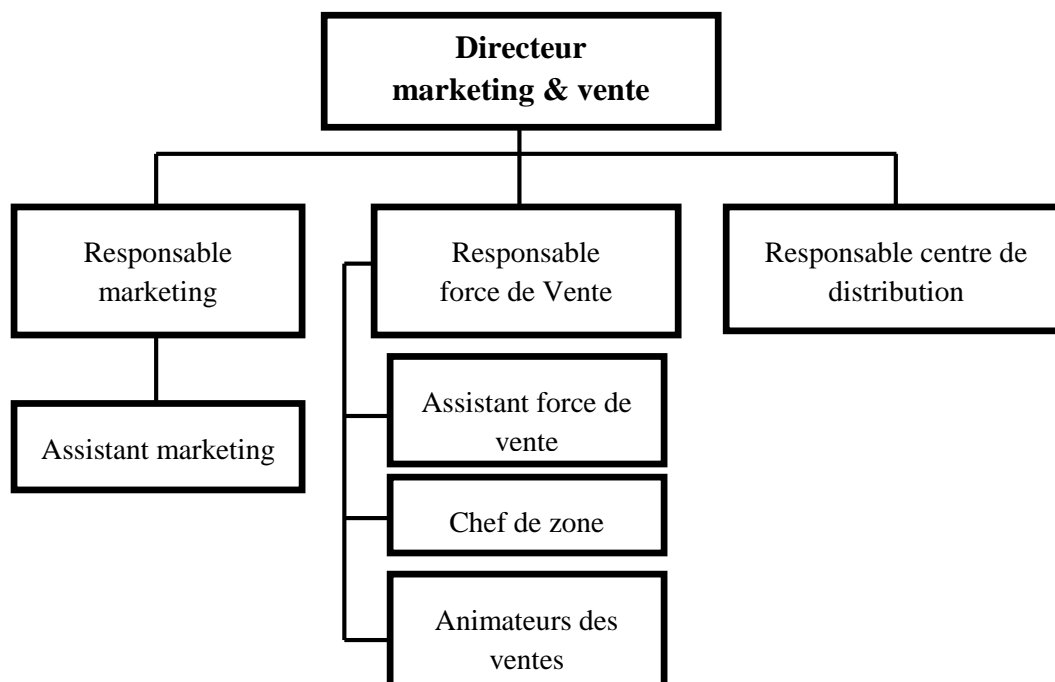 Directeur
marketing & vente
Responsable
marketing
Responsable
force de Vente
Responsable centre de
distribution
Assistant marketing
Assistant force de
vente
Chef de zone
Animateurs des
ventes